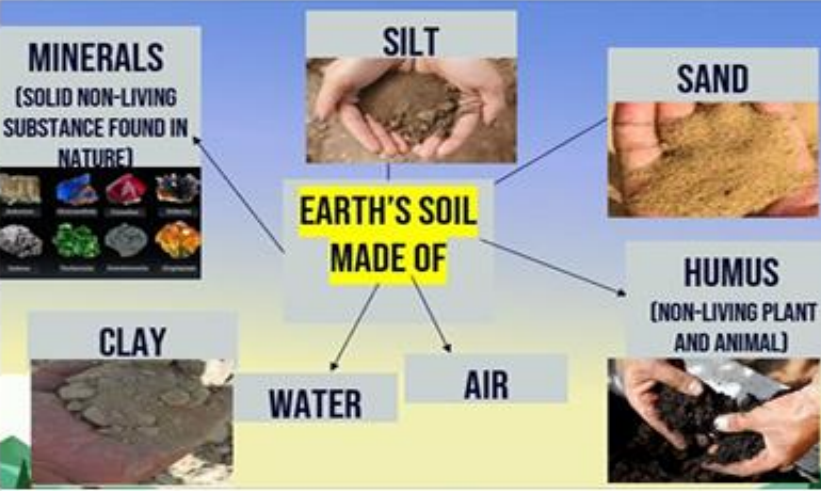 MINERALS
(SOLID NON-LIVING
SUBSTANCE FOUND IN
NATURE)
SILT
SAND
EARTH'S SOIL
MADE OF
HUMUS
(NON-LIVING PLANT
AND ANIMAL)
CLAY
WATER
AIR